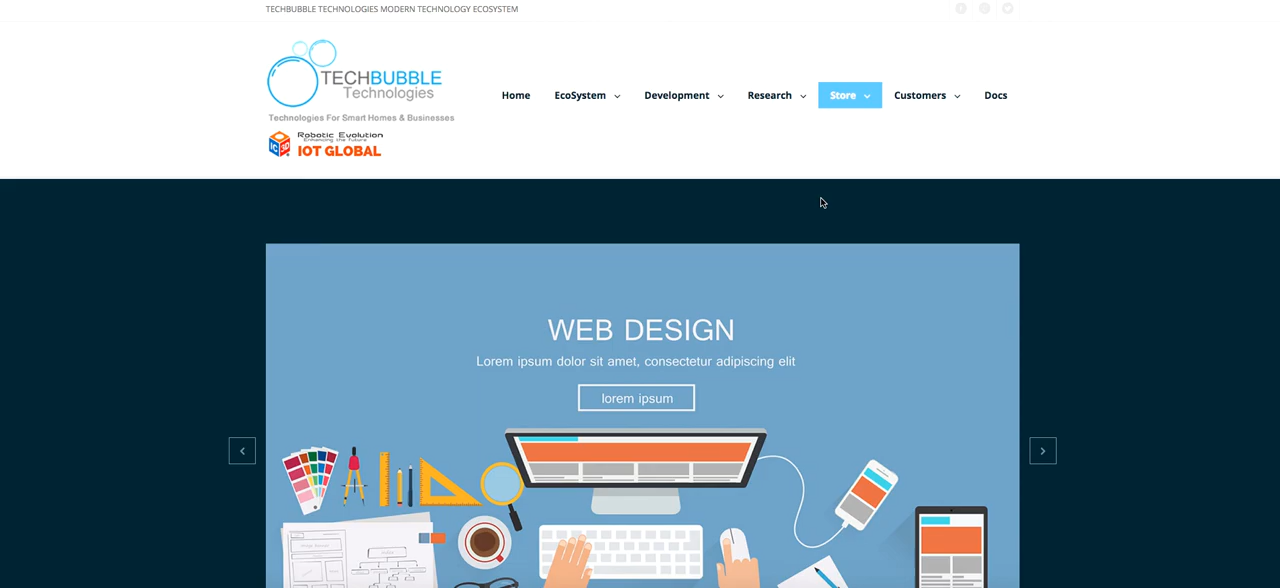 TECHBUBBLE TECHNOLOGIES MODERN TECHNOLOGY ECOSYSTEM
TECHBUBBLE
Technologies
Technologies For Smart Homes & Businesses
Robotic Evolution
Enhancing the Future
IOT GLOBAL
Home EcoSystem Development Research Store Customers Docs
WEB DESIGN
Lorem ipsum dolor sit amet, consectetur adipiscing elit
lorem ipsum